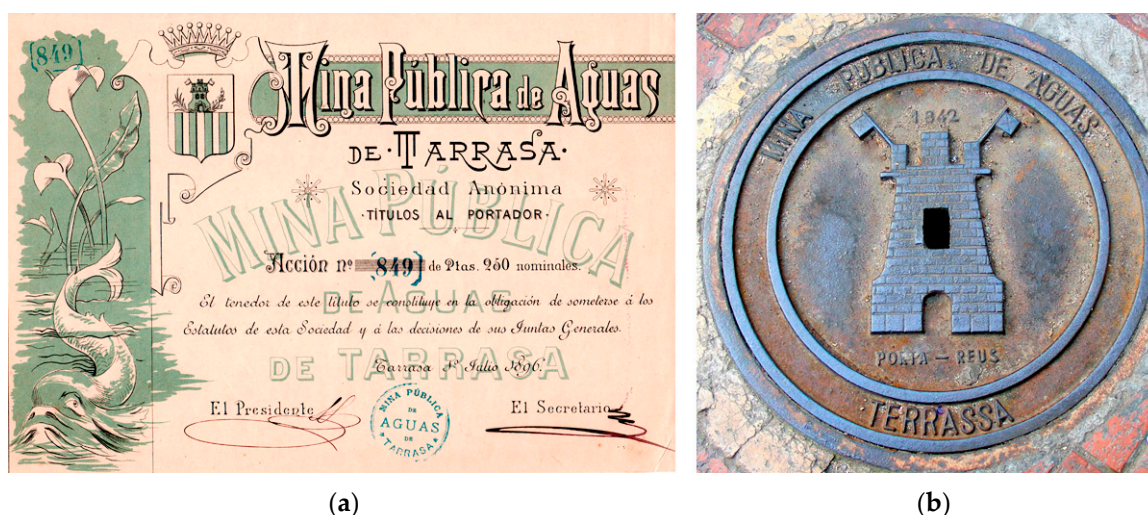 [849]
Mina Pública de Aguas
DE · TARRASA ·
Sociedad Anónima
· TÍTULOS AL PORTADOR ·
MINA PÚBLICA
DE AGUAS
DE TARRASA
Acción nº 849 de Ptas. 250 nominales.
El tenedor de este título se constituye en la obligación de someterse á los
Estatutos de esta Sociedad y á las decisiones de sus Juntas Generales.
Tarrasa 1º Julio 1896.
El Presidente
El Secretario
MINA PÚBLICA
DE
AGUAS
DE
TARRASA
(a)
MINA PÚBLICA DE AGUAS
1842
PORTA - REUS
TERRASSA
(b)